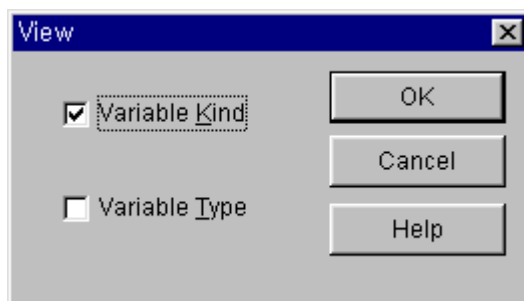 View
Variable Kind
OK
Cancel
Variable Type
Help